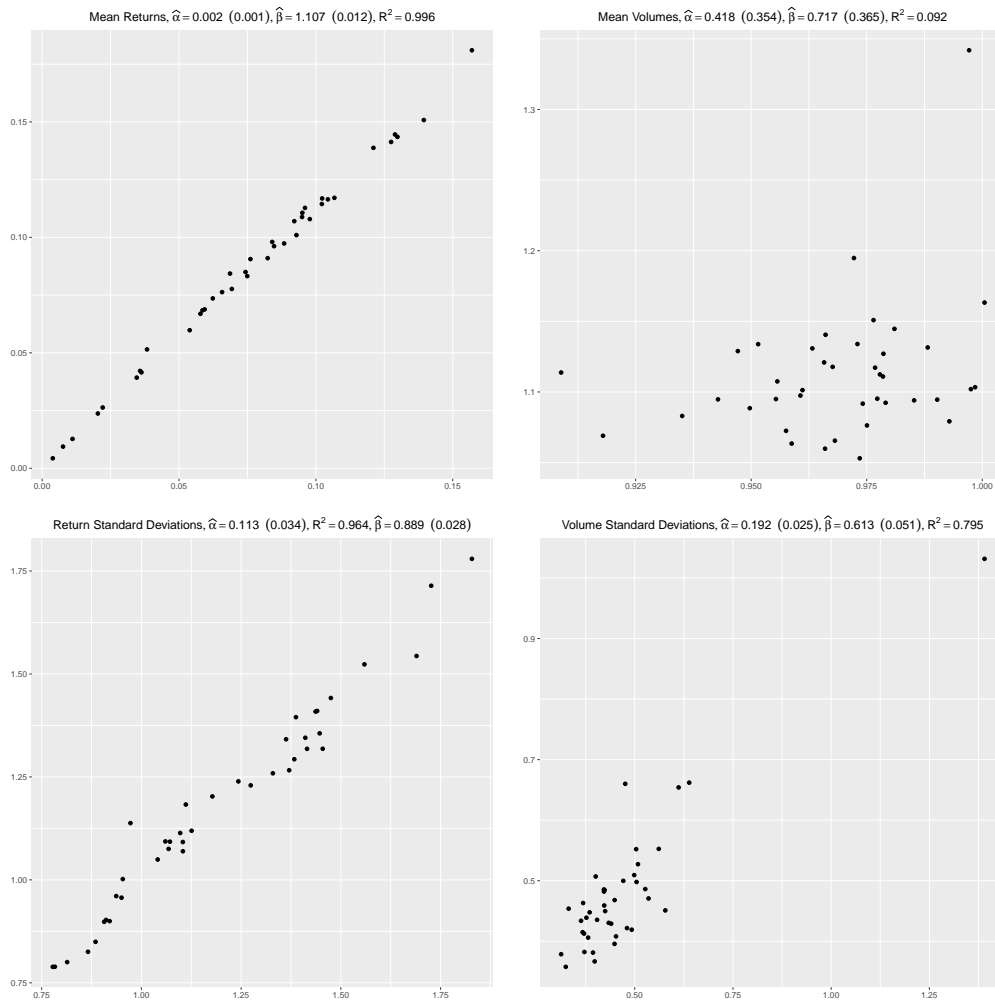 Mean Returns, α̂ = 0.002 (0.001), β̂ = 1.107 (0.012), R² = 0.996
0.15
0.10
0.05
0.00
0.00 0.05 0.10 0.15
Mean Volumes, α̂ = 0.418 (0.354), β̂ = 0.717 (0.365), R² = 0.092
1.3
1.2
1.1
0.925 0.950 0.975 1.000
Return Standard Deviations, α̂ = 0.113 (0.034), R² = 0.964, β̂ = 0.889 (0.028)
1.75
1.50
1.25
1.00
0.75
0.75 1.00 1.25 1.50 1.75
Volume Standard Deviations, α̂ = 0.192 (0.025), β̂ = 0.613 (0.051), R² = 0.795
0.9
0.7
0.5
0.50 0.75 1.00 1.25